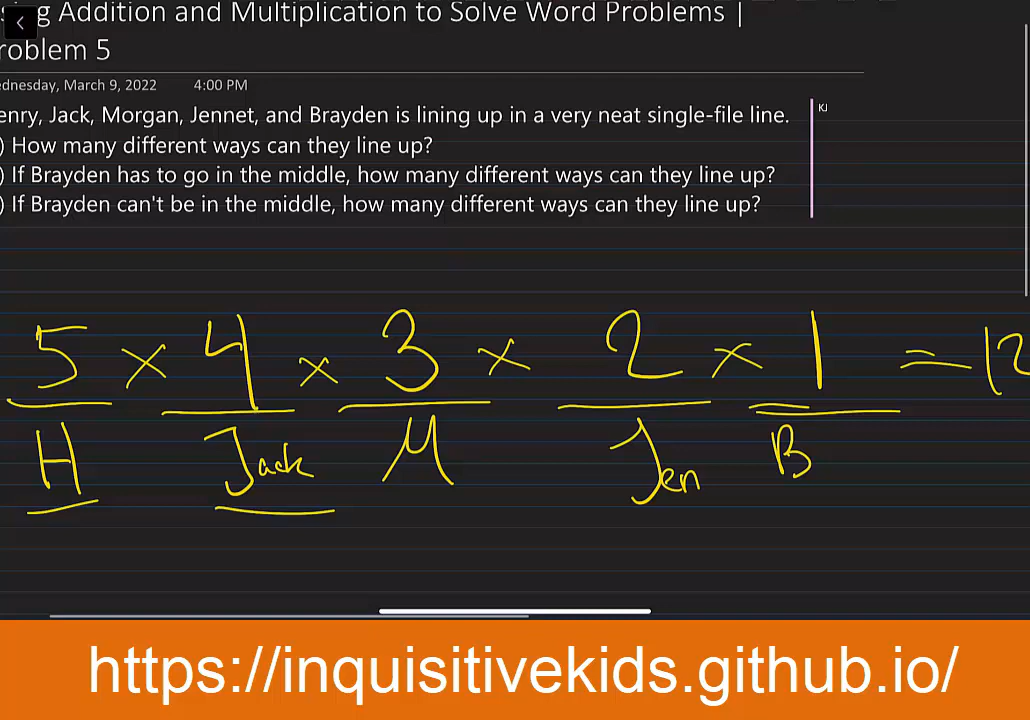 sing Addition and Multiplication to Solve Word Problems |
roblem 5
ednesday, March 9, 2022 4:00 PM
enry, Jack, Morgan, Jennet, and Brayden is lining up in a very neat single-file line.
KJ
) How many different ways can they line up?
) If Brayden has to go in the middle, how many different ways can they line up?
) If Brayden can't be in the middle, how many different ways can they line up?
5 × 4 × 3 × 2 × 1 = 12
H Jack M Jen B
https://inquisitivekids.github.io/